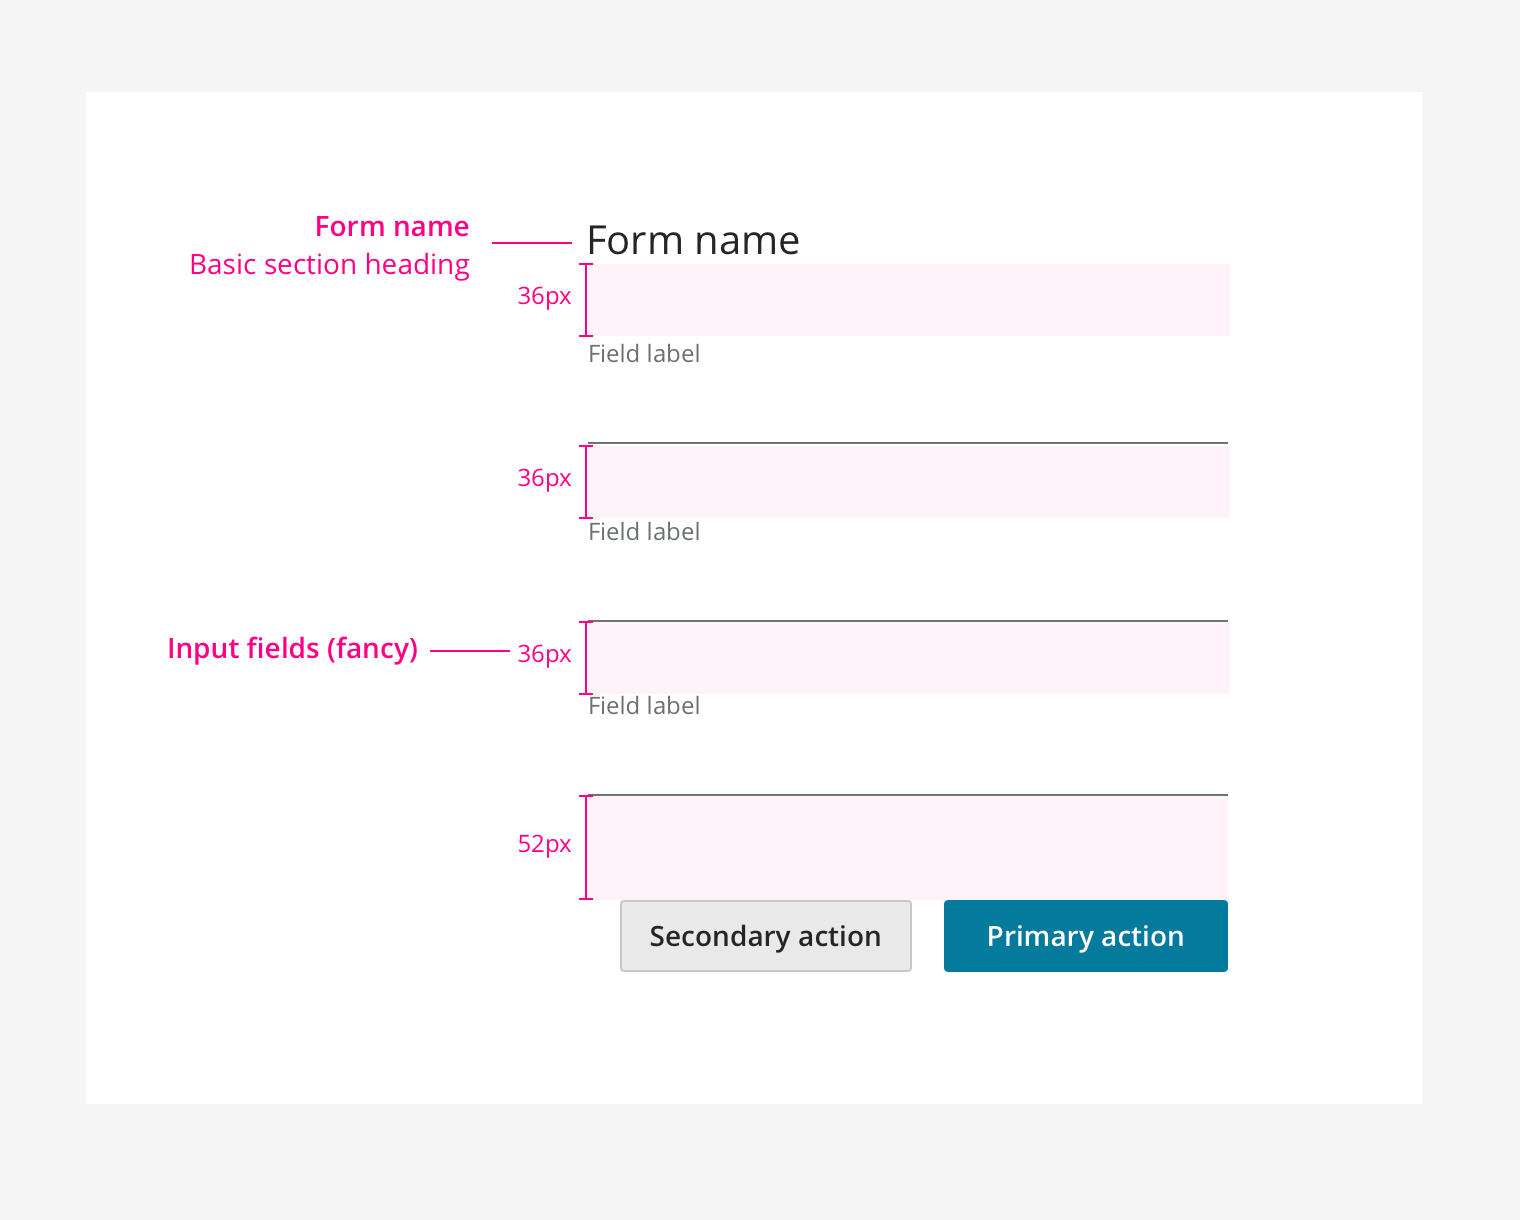 Form name
Basic section heading
Form name
36px
Field label
36px
Field label
Input fields (fancy)
36px
Field label
52px
Secondary action
Primary action